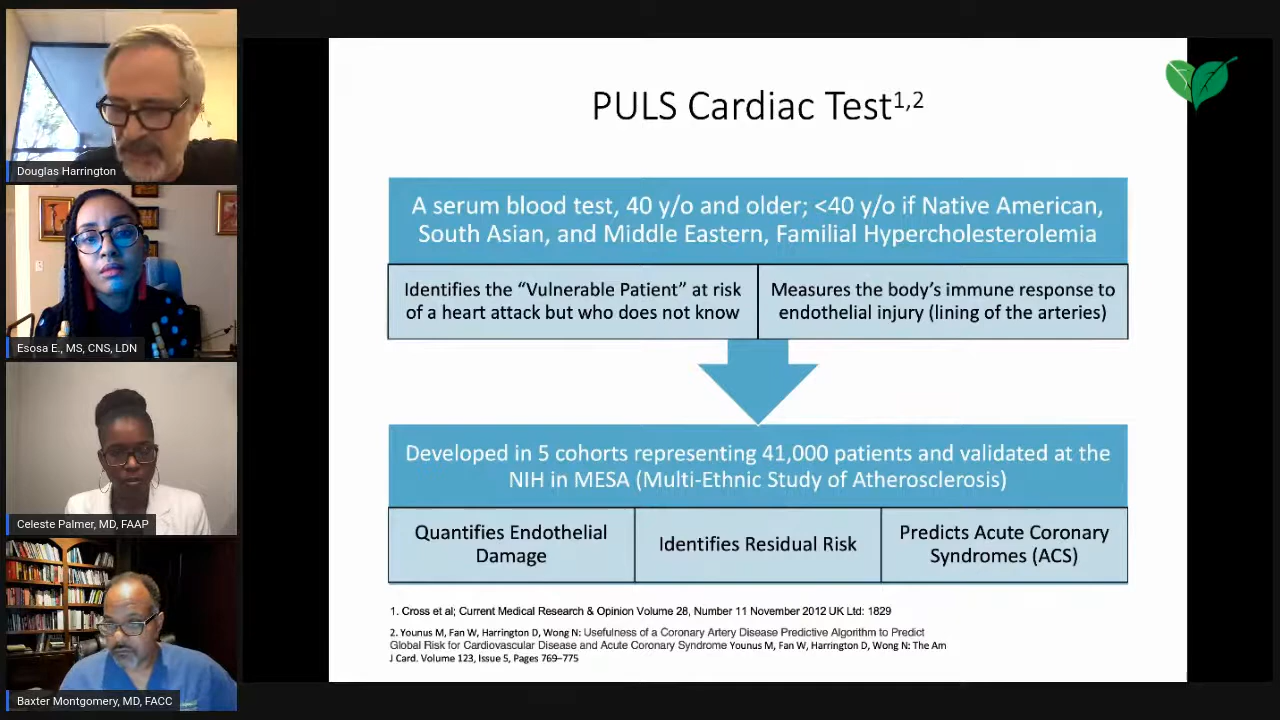 Douglas Harrington
Esosa E., MS, CNS, LDN
Celeste Palmer, MD, FAAP
Baxter Montgomery, MD, FACC
PULS Cardiac Test1,2
A serum blood test, 40 y/o and older; <40 y/o if Native American,
South Asian, and Middle Eastern, Familial Hypercholesterolemia
Identifies the “Vulnerable Patient” at risk
of a heart attack but who does not know
Measures the body’s immune response to
endothelial injury (lining of the arteries)
Developed in 5 cohorts representing 41,000 patients and validated at the
NIH in MESA (Multi-Ethnic Study of Atherosclerosis)
Quantifies Endothelial
Damage
Identifies Residual Risk
Predicts Acute Coronary
Syndromes (ACS)
1. Cross et al; Current Medical Research & Opinion Volume 28, Number 11 November 2012 UK Ltd: 1829
2. Younus M, Fan W, Harrington D, Wong N: Usefulness of a Coronary Artery Disease Predictive Algorithm to Predict
Global Risk for Cardiovascular Disease and Acute Coronary Syndrome Younus M, Fan W, Harrington D, Wong N: The Am
J Card. Volume 123, Issue 5, Pages 769–775